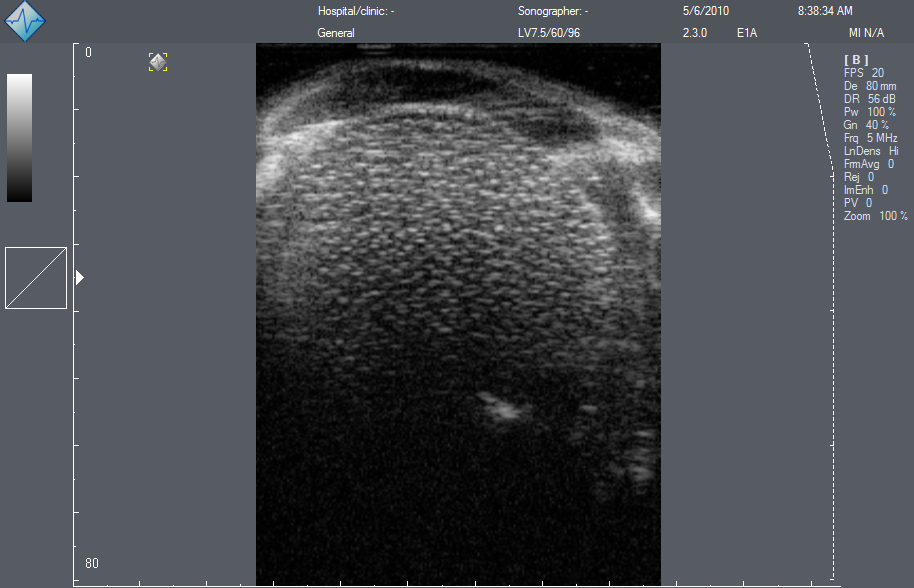 Hospital/clinic: - Sonographer: - 5/6/2010 8:38:34 AM
General LV7.5/60/96 2.3.0 E1A MI N/A
0
[ B ]
FPS 20
De 80 mm
DR 56 dB
Pw 100 %
Gn 40 %
Frq 5 MHz
LnDens Hi
FrmAvg 0
Rej 0
ImEnh 0
PV 0
Zoom 100 %
80